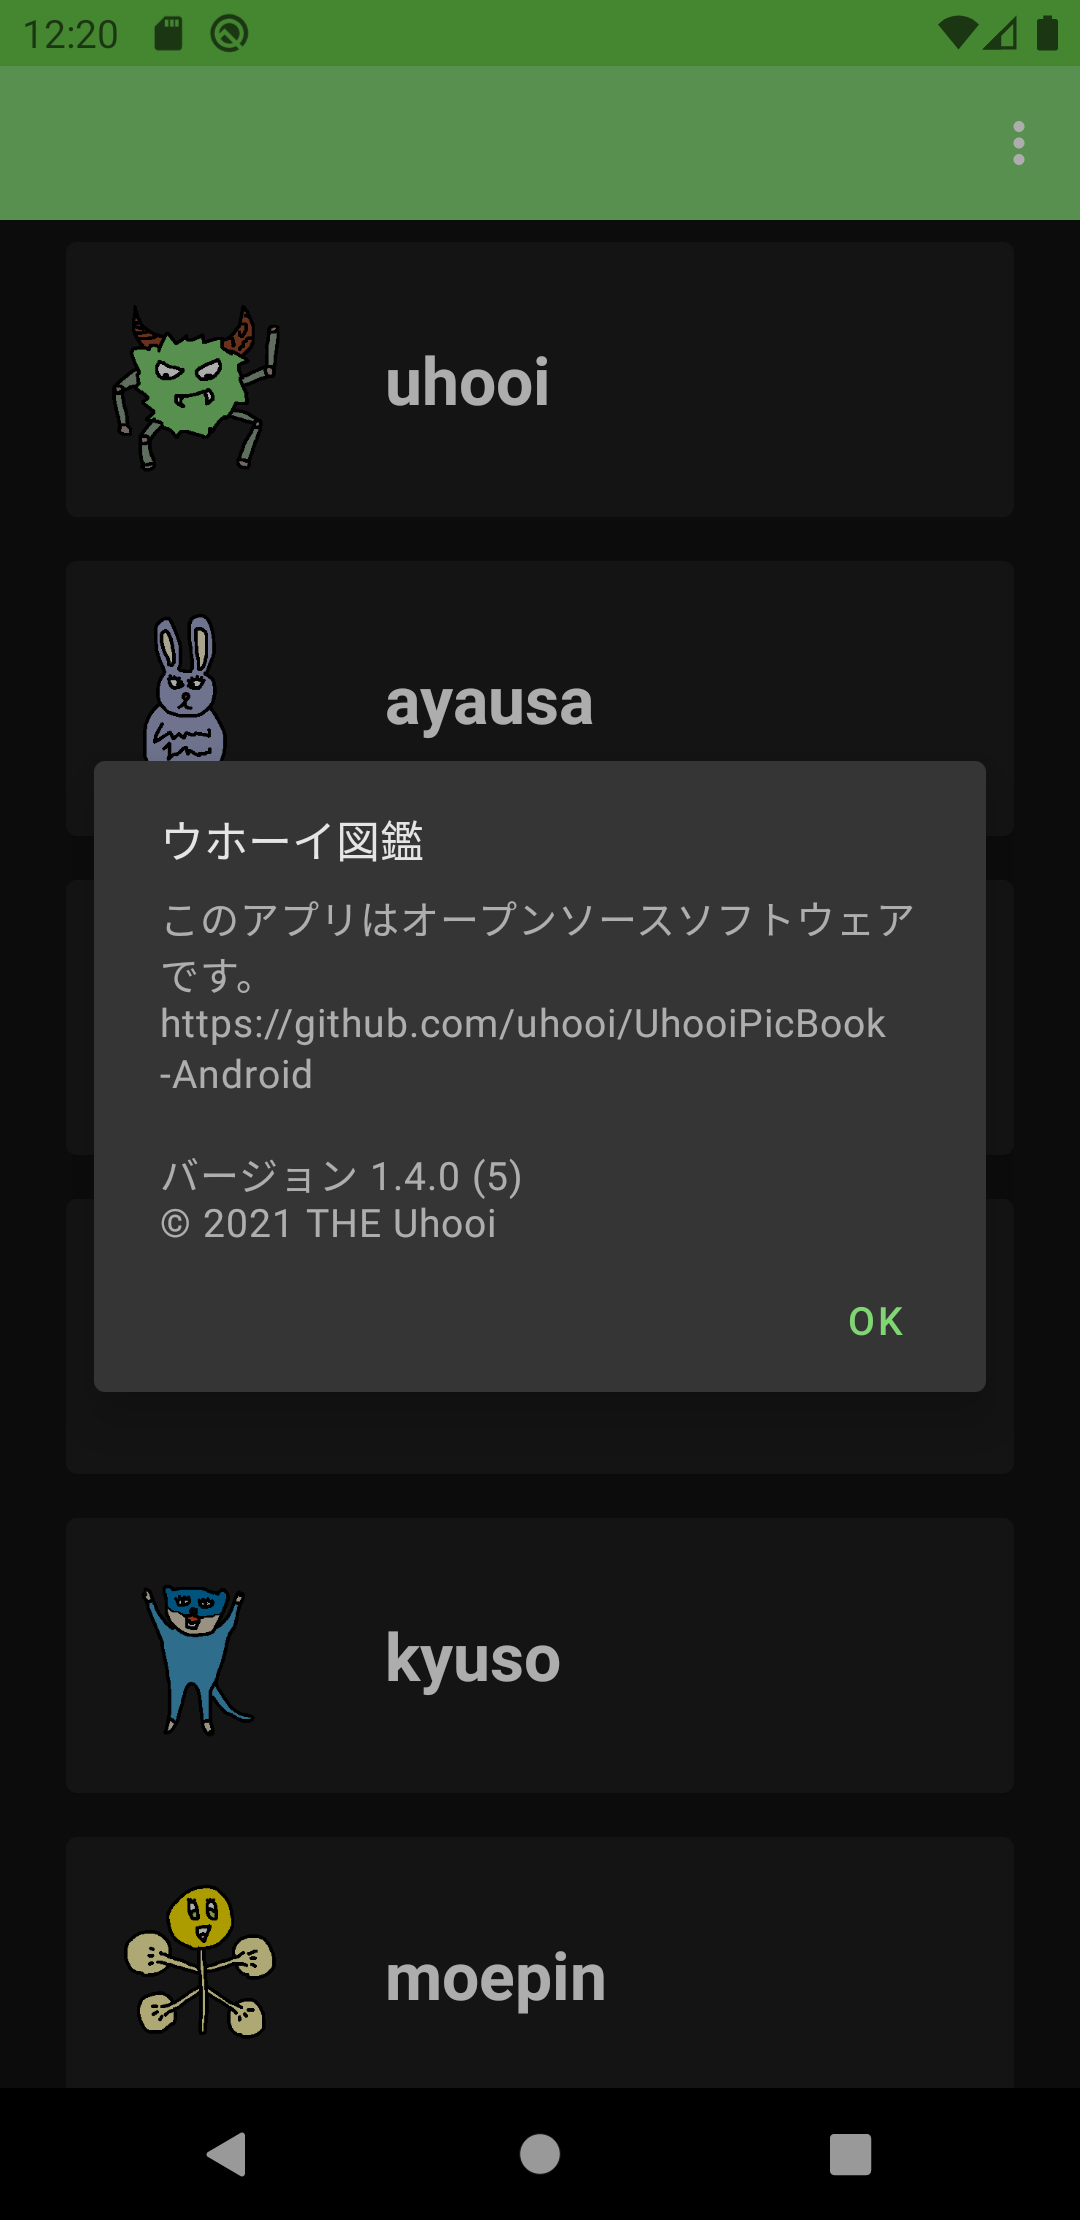 12:20
uhooi
ayausa
ウホーイ図鑑
このアプリはオープンソースソフトウェア
です。
https://github.com/uhooi/UhooiPicBook
-Android
バージョン 1.4.0 (5)
© 2021 THE Uhooi
OK
kyuso
moepin